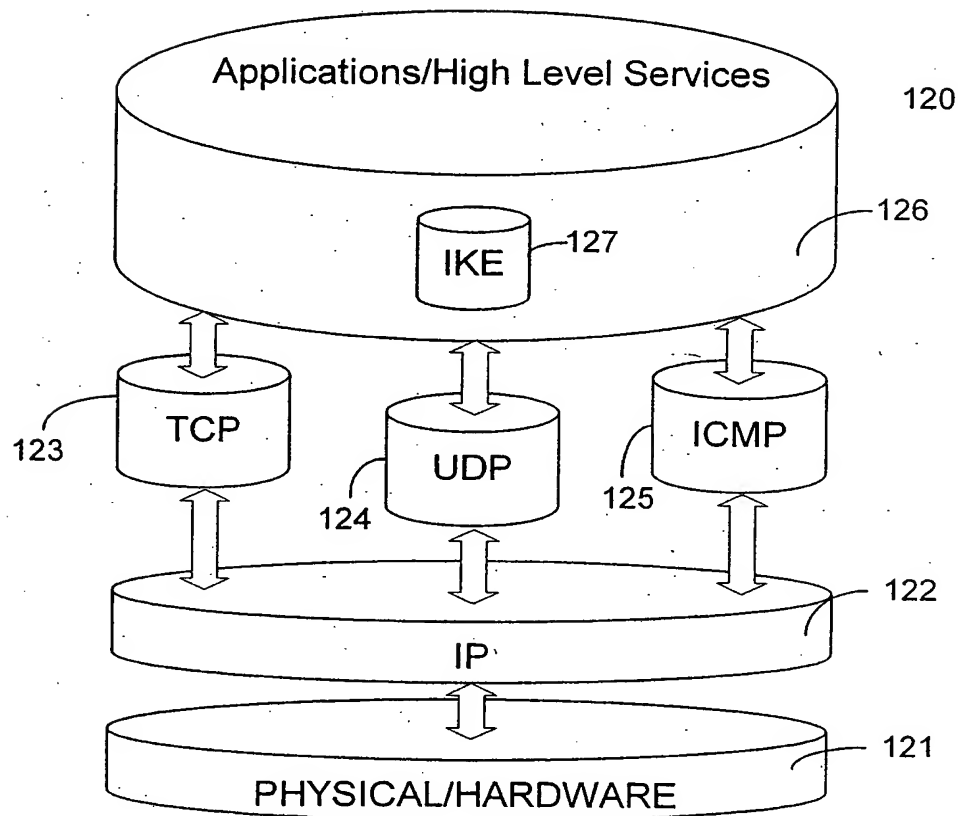 Applications/High Level Services
120
126
IKE
127
TCP
123
UDP
124
ICMP
125
122
IP
121
PHYSICAL/HARDWARE